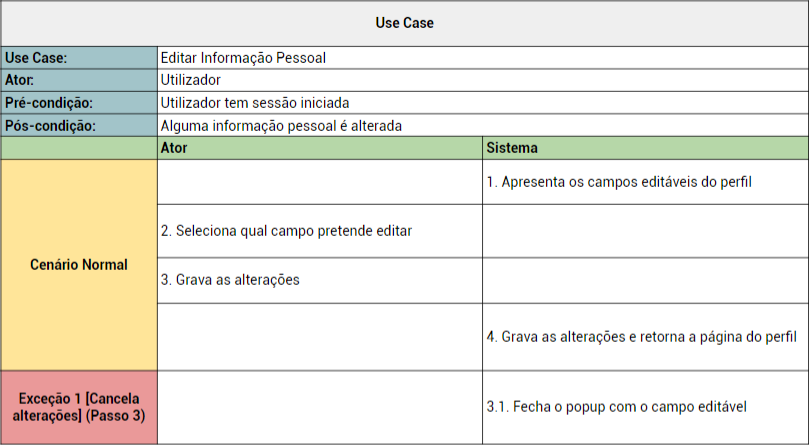 Use Case
Use Case: Editar Informação Pessoal
Ator: Utilizador
Pré-condição: Utilizador tem sessão iniciada
Pós-condição: Alguma informação pessoal é alterada
Ator Sistema
Cenário Normal
1. Apresenta os campos editáveis do perfil
2. Seleciona qual campo pretende editar
3. Grava as alterações
4. Grava as alterações e retorna a página do perfil
Exceção 1 [Cancela
alterações] (Passo 3)
3.1. Fecha o popup com o campo editável